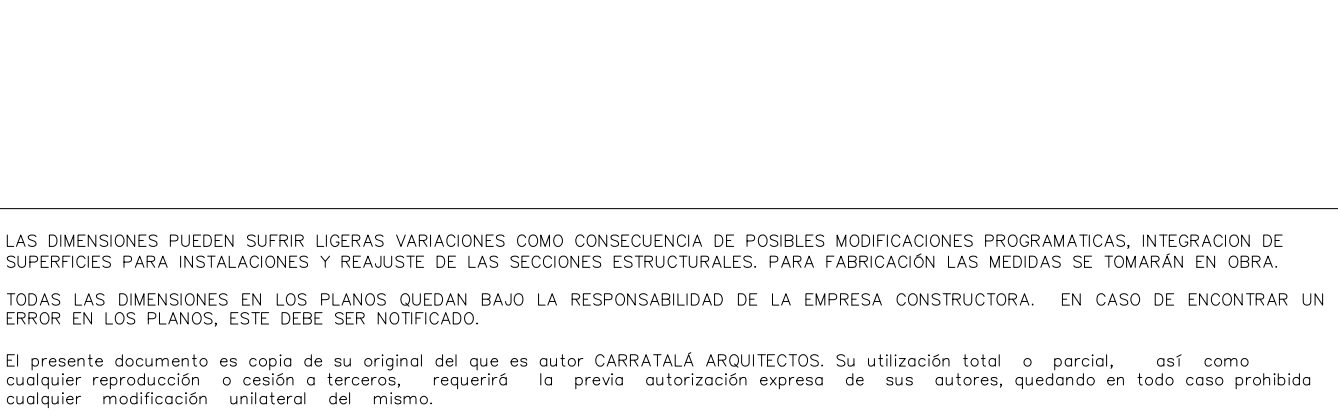 LAS DIMENSIONES PUEDEN SUFRIR LIGERAS VARIACIONES COMO CONSECUENCIA DE POSIBLES MODIFICACIONES PROGRAMATICAS, INTEGRACION DE
SUPERFICIES PARA INSTALACIONES Y REAJUSTE DE LAS SECCIONES ESTRUCTURALES. PARA FABRICACIÓN LAS MEDIDAS SE TOMARÁN EN OBRA.
TODAS LAS DIMENSIONES EN LOS PLANOS QUEDAN BAJO LA RESPONSABILIDAD DE LA EMPRESA CONSTRUCTORA. EN CASO DE ENCONTRAR UN
ERROR EN LOS PLANOS, ESTE DEBE SER NOTIFICADO.
El presente documento es copia de su original del que es autor CARRATALÁ ARQUITECTOS. Su utilización total o parcial, así como
cualquier reproducción o cesión a terceros, requerirá la previa autorización expresa de sus autores, quedando en todo caso prohibida
cualquier modificación unilateral del mismo.